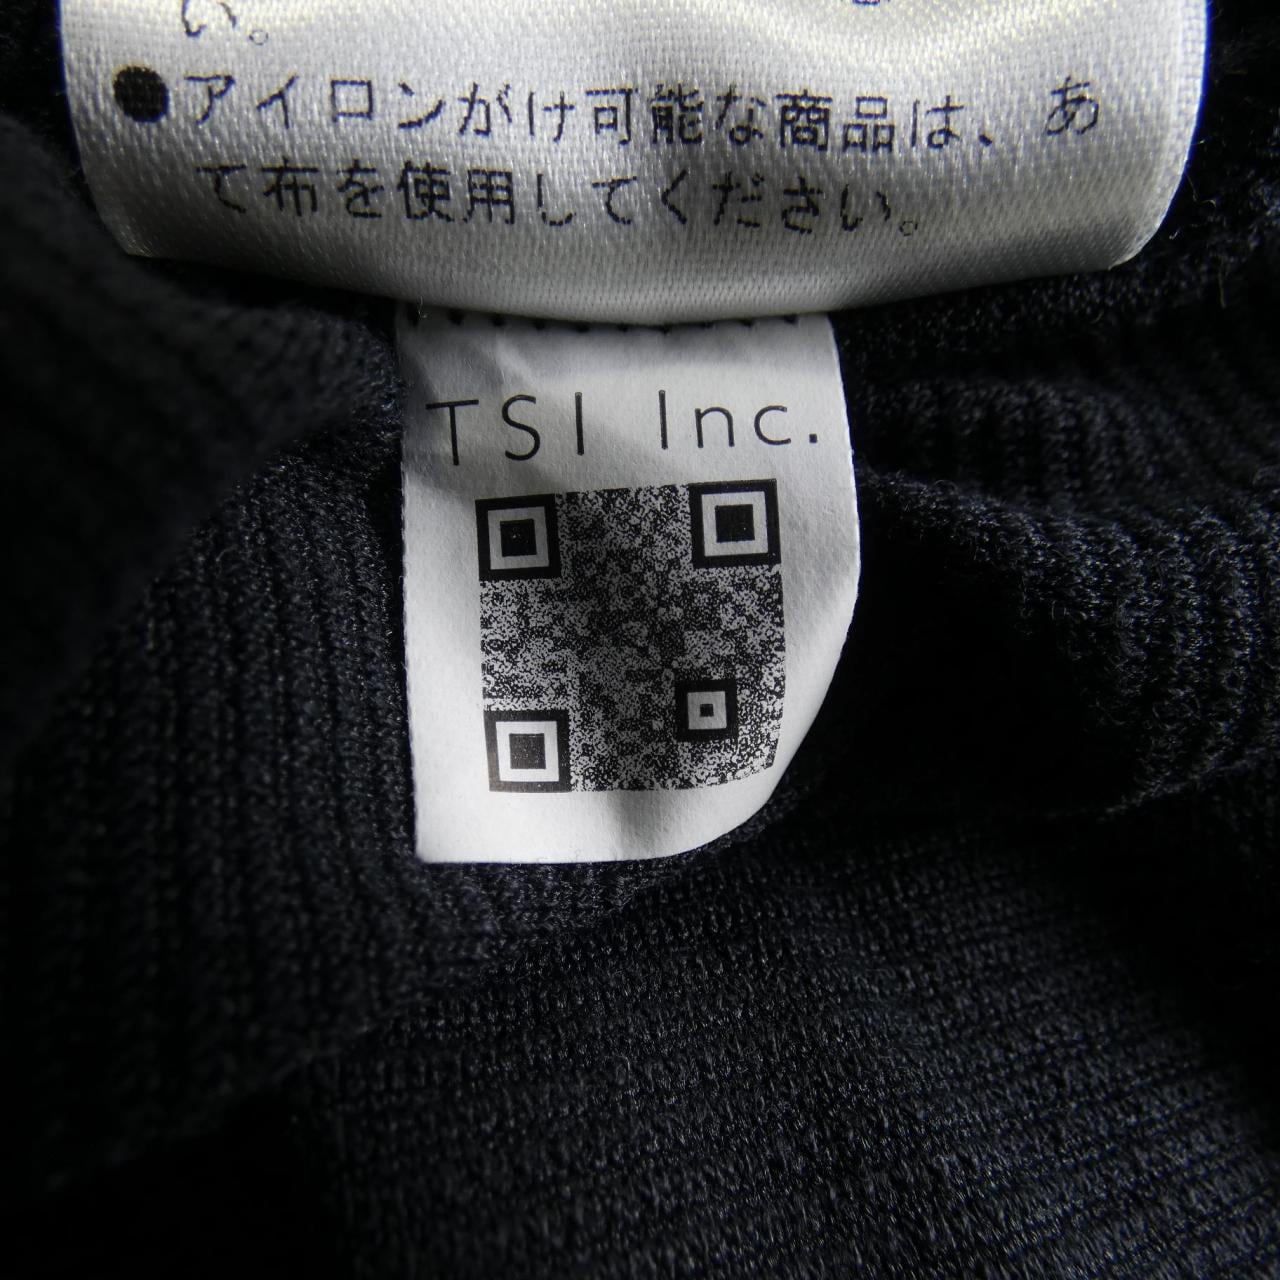 い。
●アイロンがけ可能な商品は、あ
て布を使用してください。
TSI Inc.